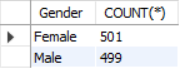 Gender COUNT(*)
Female 501
Male 499